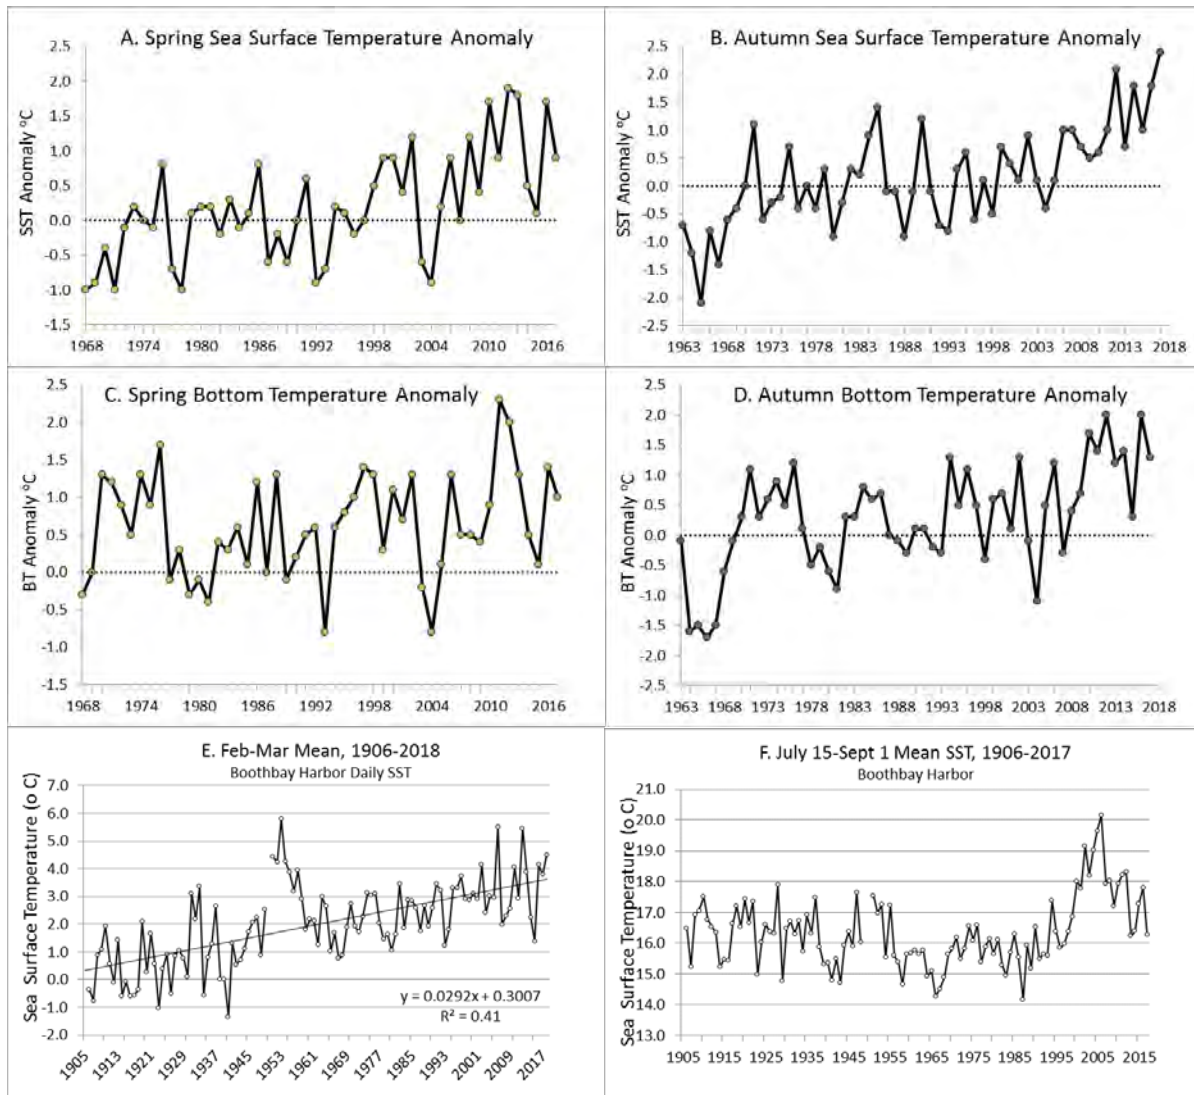 A. Spring Sea Surface Temperature Anomaly
SST Anomaly ºC
2.5
2.0
1.5
1.0
0.5
0.0
-0.5
-1.0
-1.5
1968 1974 1980 1986 1992 1998 2004 2010 2016
B. Autumn Sea Surface Temperature Anomaly
SST Anomaly ºC
2.5
2.0
1.5
1.0
0.5
0.0
-0.5
-1.0
-1.5
-2.0
-2.5
1963 1968 1973 1978 1983 1988 1993 1998 2003 2008 2013 2018
C. Spring Bottom Temperature Anomaly
BT Anomaly ºC
2.5
2.0
1.5
1.0
0.5
0.0
-0.5
-1.0
-1.5
1968 1974 1980 1986 1992 1998 2004 2010 2016
D. Autumn Bottom Temperature Anomaly
BT Anomaly ºC
2.5
2.0
1.5
1.0
0.5
0.0
-0.5
-1.0
-1.5
-2.0
-2.5
1963 1968 1973 1978 1983 1988 1993 1998 2003 2008 2013 2018
E. Feb-Mar Mean, 1906-2018
Boothbay Harbor Daily SST
Sea Surface Temperature (o C)
7.0
6.0
5.0
4.0
3.0
2.0
1.0
0.0
-1.0
-2.0
y = 0.0292x + 0.3007
R² = 0.41
1905 1913 1921 1929 1937 1945 1953 1961 1969 1977 1985 1993 2001 2009 2017
F. July 15-Sept 1 Mean SST, 1906-2017
Boothbay Harbor
Sea Surface Temperature (o C)
21.0
20.0
19.0
18.0
17.0
16.0
15.0
14.0
13.0
1905 1915 1925 1935 1945 1955 1965 1975 1985 1995 2005 2015